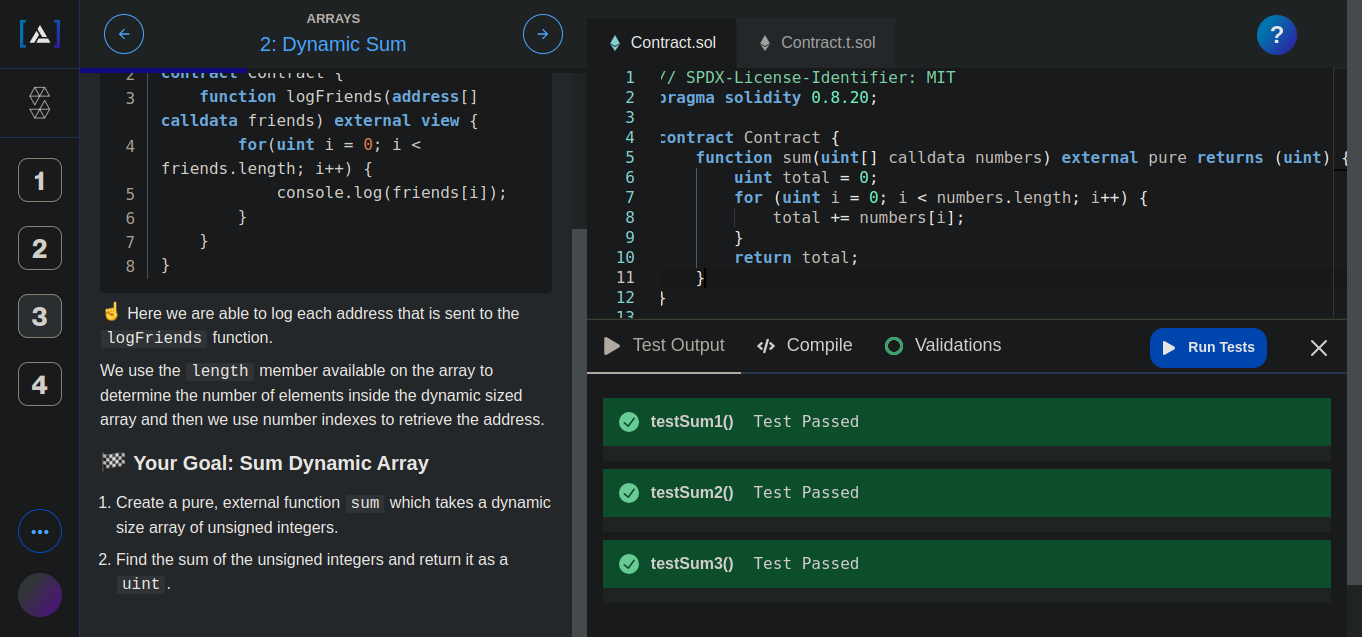 ARRAYS
2: Dynamic Sum
1
2
3
4
2 contract Contract {
3 function logFriends(address[]
calldata friends) external view {
4 for(uint i = 0; i <
friends.length; i++) {
5 console.log(friends[i]);
6 }
7 }
8 }
☝️ Here we are able to log each address that is sent to the
logFriends function.
We use the length member available on the array to
determine the number of elements inside the dynamic sized
array and then we use number indexes to retrieve the address.
🏁 Your Goal: Sum Dynamic Array
1. Create a pure, external function sum which takes a dynamic
size array of unsigned integers.
2. Find the sum of the unsigned integers and return it as a
uint.
Contract.sol
Contract.t.sol
?
1 // SPDX-License-Identifier: MIT
2 pragma solidity 0.8.20;
3
4 contract Contract {
5 function sum(uint[] calldata numbers) external pure returns (uint) {
6 uint total = 0;
7 for (uint i = 0; i < numbers.length; i++) {
8 total += numbers[i];
9 }
10 return total;
11 }
12 }
13
Test Output
</> Compile
Validations
Run Tests
testSum1() Test Passed
testSum2() Test Passed
testSum3() Test Passed